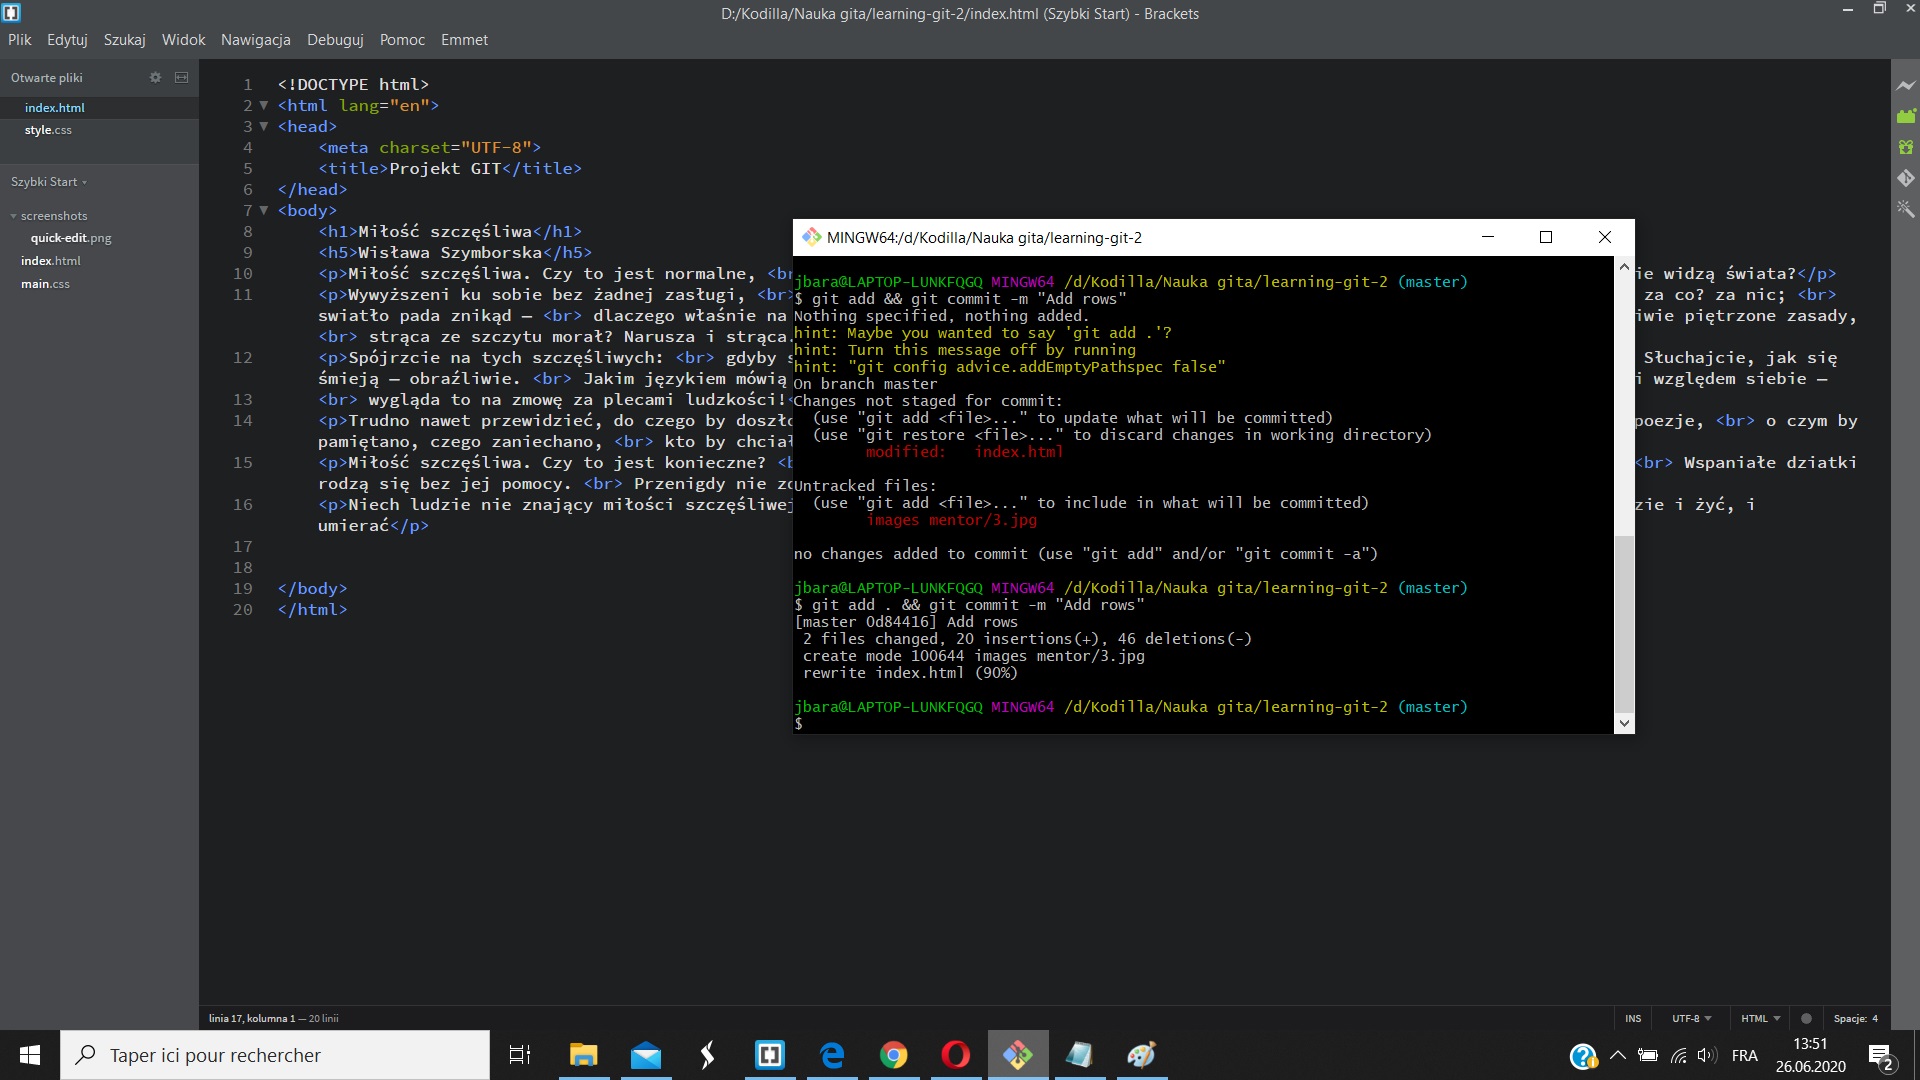 D:/Kodilla/Nauka gita/learning-git-2/index.html (Szybki Start) - Brackets
Plik Edytuj Szukaj Widok Nawigacja Debuguj Pomoc Emmet
Otwarte pliki
index.html
style.css
Szybki Start
screenshots
quick-edit.png
index.html
main.css
1 <!DOCTYPE html>
2 <html lang="en">
3 <head>
4 <meta charset="UTF-8">
5 <title>Projekt GIT</title>
6 </head>
7 <body>
8 <h1>Miłość szczęśliwa</h1>
9 <h5>Wisława Szymborska</h5>
10 <p>Miłość szczęśliwa. Czy to jest normalne, <br ie widzą świata?</p>
11 <p>Wywyższeni ku sobie bez żadnej zasługi, <br> za co? za nic; <br>
swiatło pada znikąd — <br> dlaczego właśnie na iwie piętrzone zasady,
<br> strąca ze szczytu morał? Narusza i strąca.
12 <p>Spójrzcie na tych szczęśliwych: <br> gdyby s Słuchajcie, jak się
śmieją — obraźliwie. <br> Jakim językiem mówią i względem siebie —
13 <br> wygląda to na zmowę za plecami ludzkości!<
14 <p>Trudno nawet przewidzieć, do czego by doszło poezje, <br> o czym by
pamiętano, czego zaniechano, <br> kto by chciał
15 <p>Miłość szczęśliwa. Czy to jest konieczne? <b <br> Wspaniałe dziatki
rodzą się bez jej pomocy. <br> Przenigdy nie zd
16 <p>Niech ludzie nie znający miłości szczęśliwej zie i żyć, i
umierać</p>
17
18
19 </body>
20 </html>
MINGW64:/d/Kodilla/Nauka gita/learning-git-2
jbara@LAPTOP-LUNKFQGQ MINGW64 /d/Kodilla/Nauka gita/learning-git-2 (master)
$ git add && git commit -m "Add rows"
Nothing specified, nothing added.
hint: Maybe you wanted to say 'git add .'?
hint: Turn this message off by running
hint: "git config advice.addEmptyPathspec false"
On branch master
Changes not staged for commit:
(use "git add <file>..." to update what will be committed)
(use "git restore <file>..." to discard changes in working directory)
modified: index.html
Untracked files:
(use "git add <file>..." to include in what will be committed)
images mentor/3.jpg
no changes added to commit (use "git add" and/or "git commit -a")
jbara@LAPTOP-LUNKFQGQ MINGW64 /d/Kodilla/Nauka gita/learning-git-2 (master)
$ git add . && git commit -m "Add rows"
[master 0d84416] Add rows
2 files changed, 20 insertions(+), 46 deletions(-)
create mode 100644 images mentor/3.jpg
rewrite index.html (90%)
jbara@LAPTOP-LUNKFQGQ MINGW64 /d/Kodilla/Nauka gita/learning-git-2 (master)
$
linia 17, kolumna 1 — 20 linii
INS UTF-8 HTML Spacje: 4
Taper ici pour rechercher
FRA
13:51
26.06.2020
2